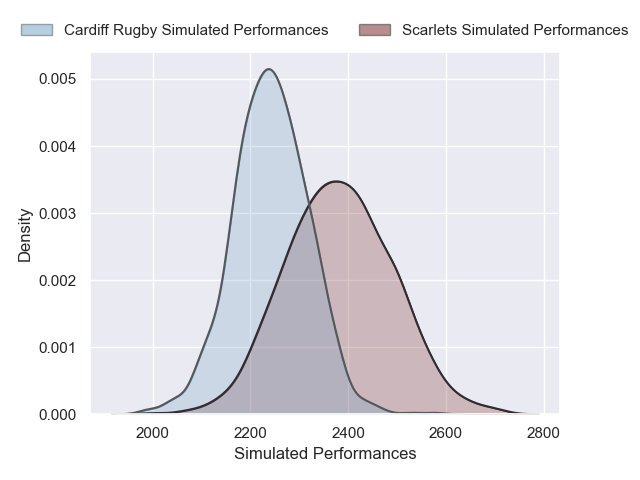 Cardiff Rugby Simulated Performances
Scarlets Simulated Performances
0.005
0.004
0.003
0.002
0.001
0.000
Density
2000
2200
2400
2600
2800
Simulated Performances